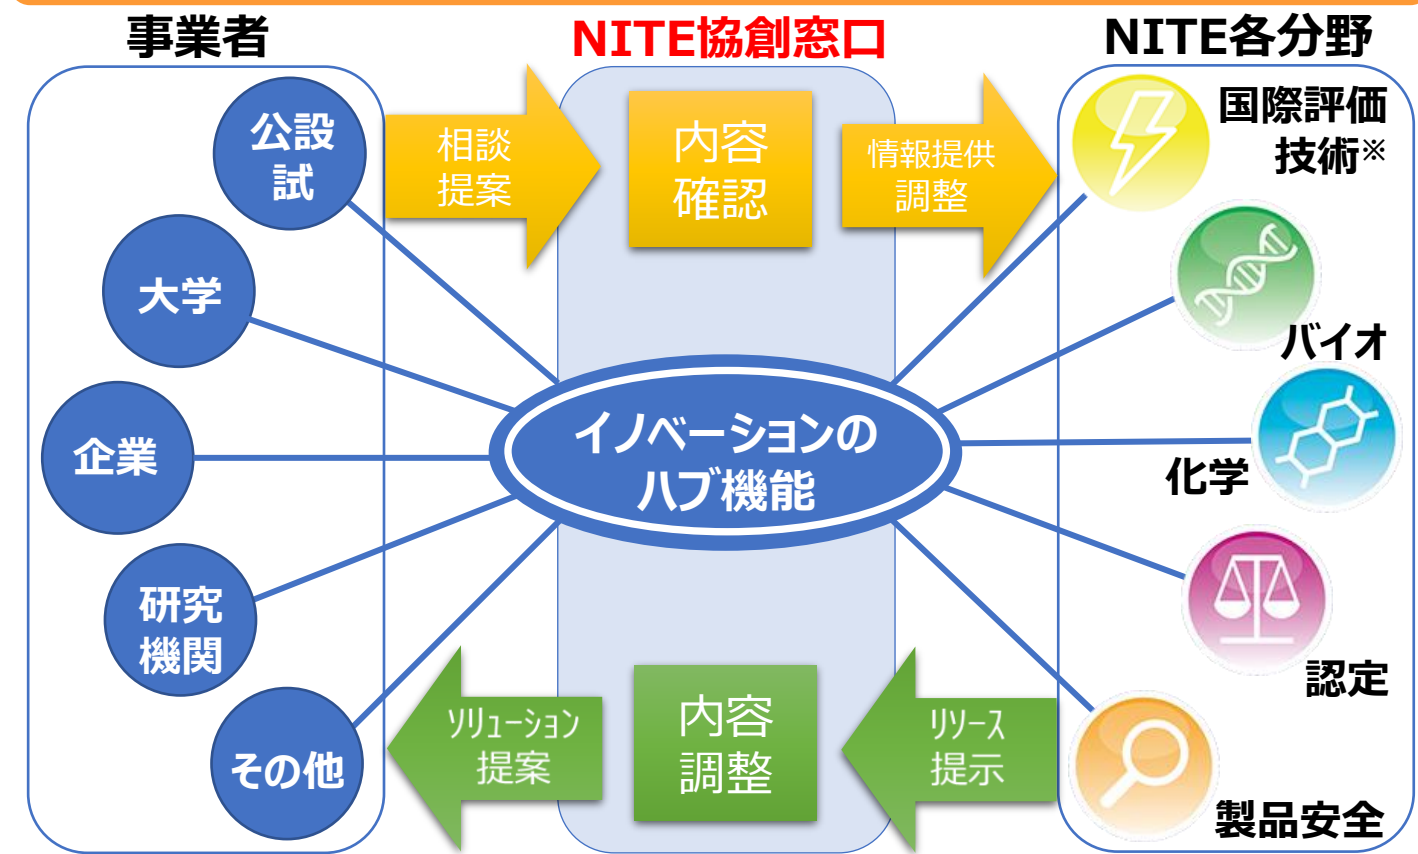 事業者
NITE協創窓口
NITE各分野
公設
試
大学
企業
研究
機関
その他
相談
提案
内容
確認
情報提供
調整
イノベーションの
ハブ機能
ソリューション
提案
内容
調整
リソース
提示
国際評価
技術※
バイオ
化学
認定
製品安全